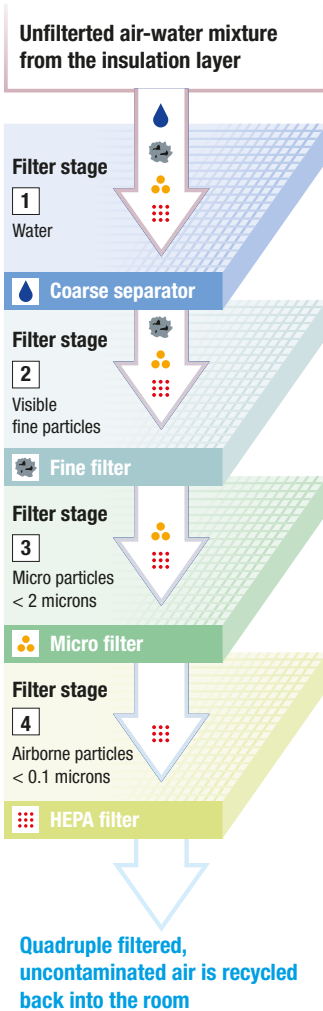 Unfilterted air-water mixture
from the insulation layer
Filter stage
1
Water
Coarse separator
Filter stage
2
Visible
fine particles
Fine filter
Filter stage
3
Micro particles
< 2 microns
Micro filter
Filter stage
4
Airborne particles
< 0.1 microns
HEPA filter
Quadruple filtered,
uncontaminated air is recycled
back into the room